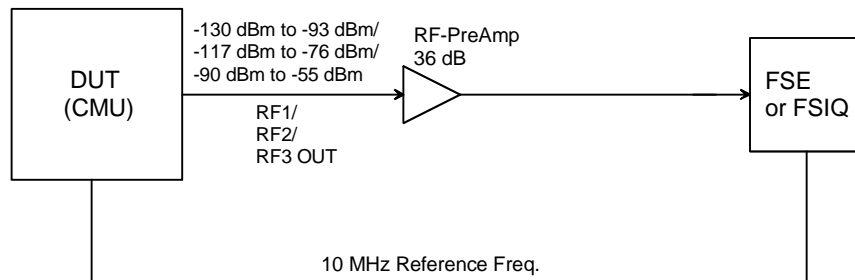 DUT
(CMU)
-130 dBm to -93 dBm/
-117 dBm to -76 dBm/
-90 dBm to -55 dBm
RF1/
RF2/
RF3 OUT
RF-PreAmp
36 dB
FSE
or FSIQ
10 MHz Reference Freq.